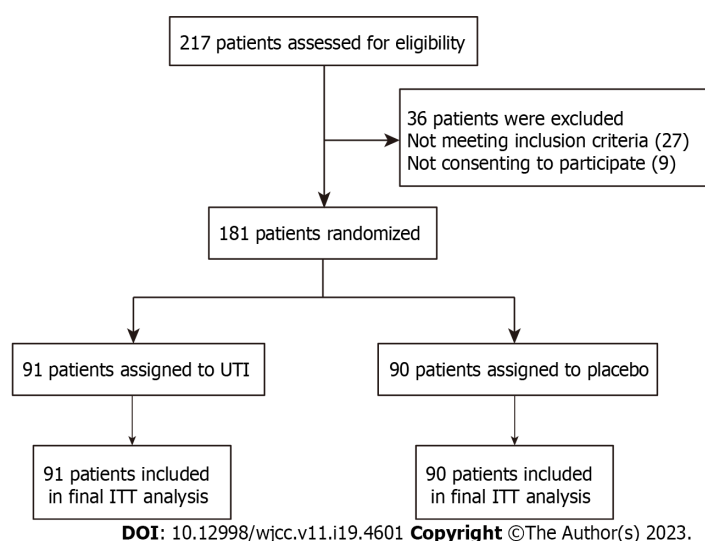 217 patients assessed for eligibility
36 patients were excluded
Not meeting inclusion criteria (27)
Not consenting to participate (9)
181 patients randomized
91 patients assigned to UTI
90 patients assigned to placebo
91 patients included
in final ITT analysis
90 patients included
in final ITT analysis
DOI: 10.12998/wjcc.v11.i19.4601 Copyright ©The Author(s) 2023.